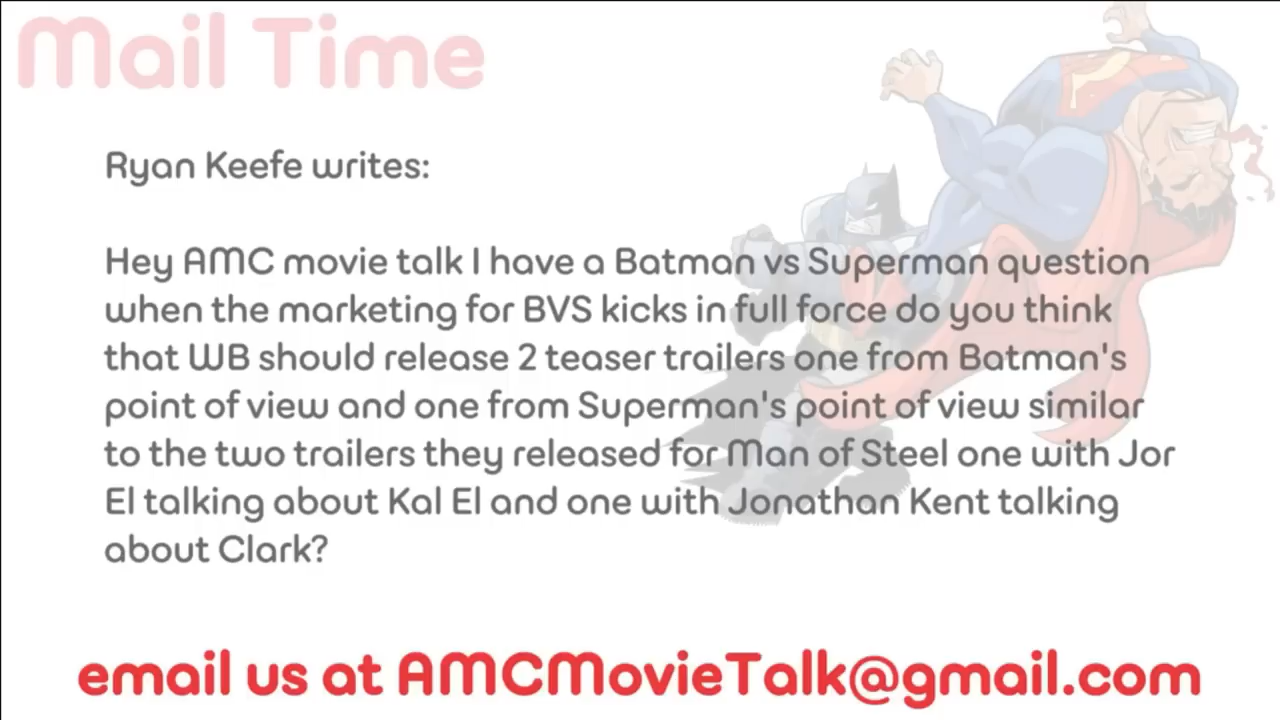 Mail Time
Ryan Keefe writes:
Hey AMC movie talk I have a Batman vs Superman question
when the marketing for BVS kicks in full force do you think
that WB should release 2 teaser trailers one from Batman's
point of view and one from Superman's point of view similar
to the two trailers they released for Man of Steel one with Jor
El talking about Kal El and one with Jonathan Kent talking
about Clark?
email us at AMCMovieTalk@gmail.com